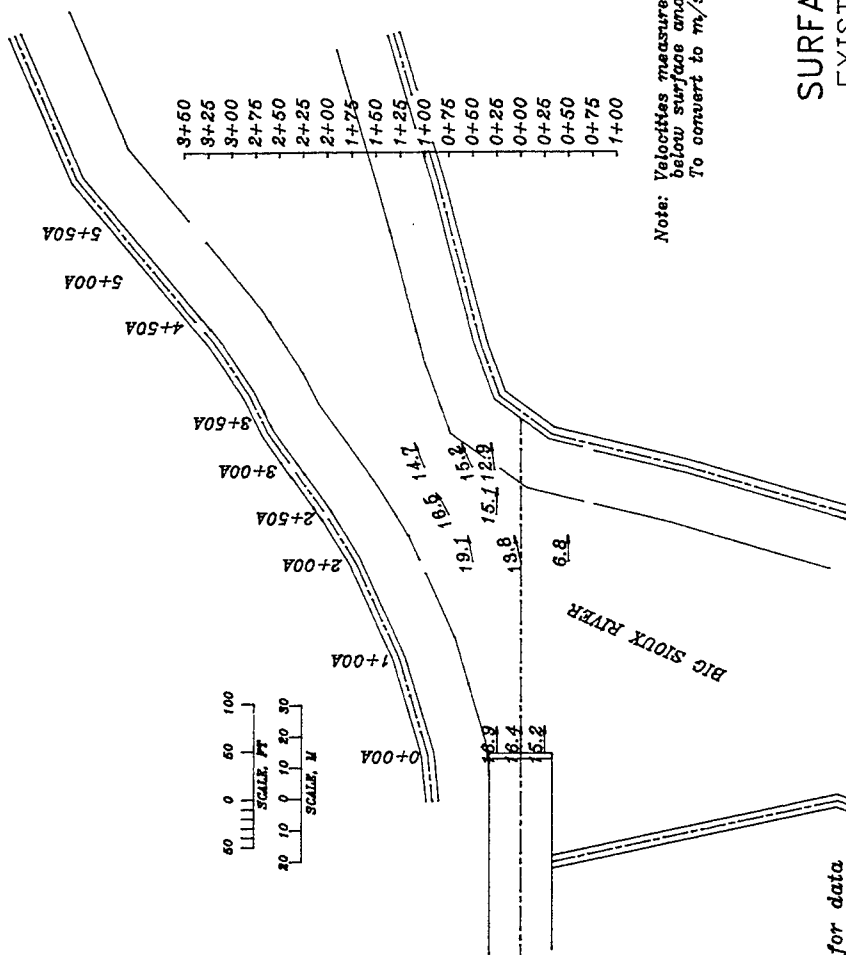 5+50A
5+00A
4+50A
3+50A
3+00A
2+50A
2+00A
1+00A
0+00A
3+50
3+25
3+00
2+75
2+50
2+25
2+00
1+75
1+50
1+25
1+00
0+75
0+50
0+25
0+00
0+25
0+50
0+75
1+00
14.7
16.5
15.2
12.9
15.1
19.1
13.8
6.8
16.4
15.2
BIG SIOUX RIVER
50 0 50 100
SCALE, FT
20 10 0 10 20 30
SCALE, M
Note: Velocities measure
below surface and
To convert to m/s
SURFA
EXIST
for data